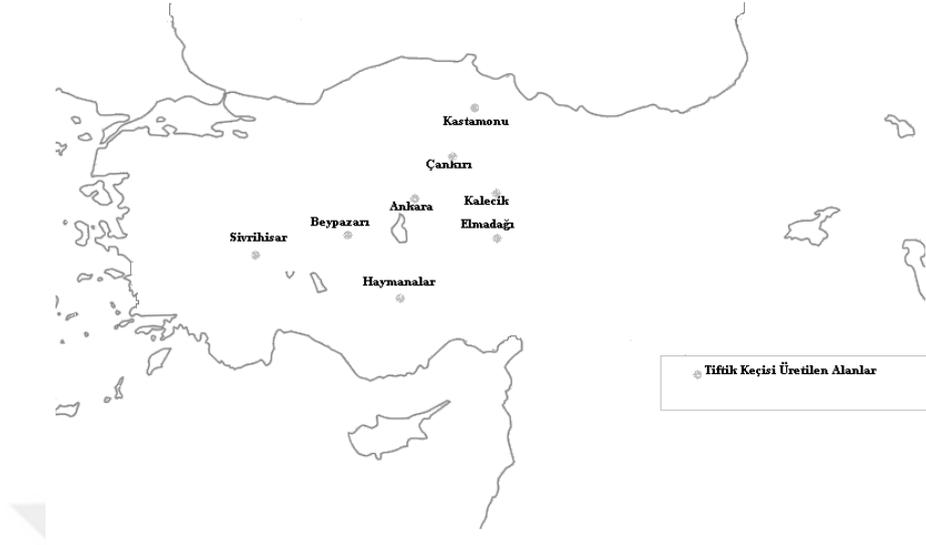 Kastamonu
Çankırı
Kalecik
Ankara
Elmadağı
Beypazarı
Sivrihisar
Haymanalar
Tiftik Keçisi Üretilen Alanlar